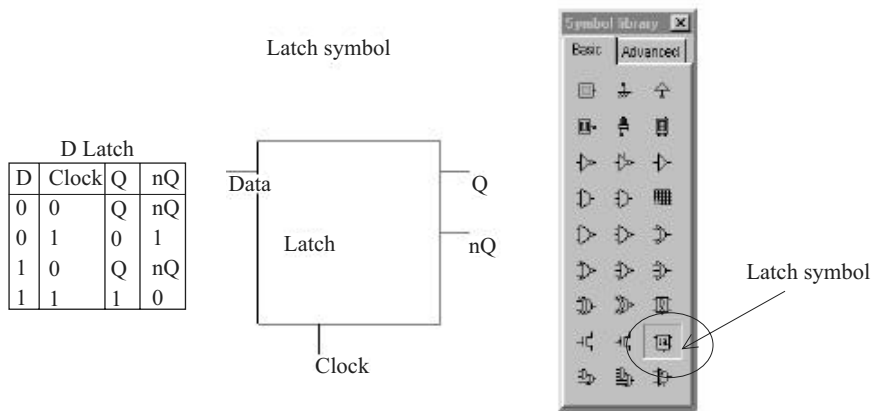 Latch symbol
D Latch
D Clock Q nQ
0 0 Q nQ
0 1 0 1
1 0 Q nQ
1 1 1 0
Data
Q
Latch
nQ
Clock
Symbol library
Basic Advanced
Latch symbol